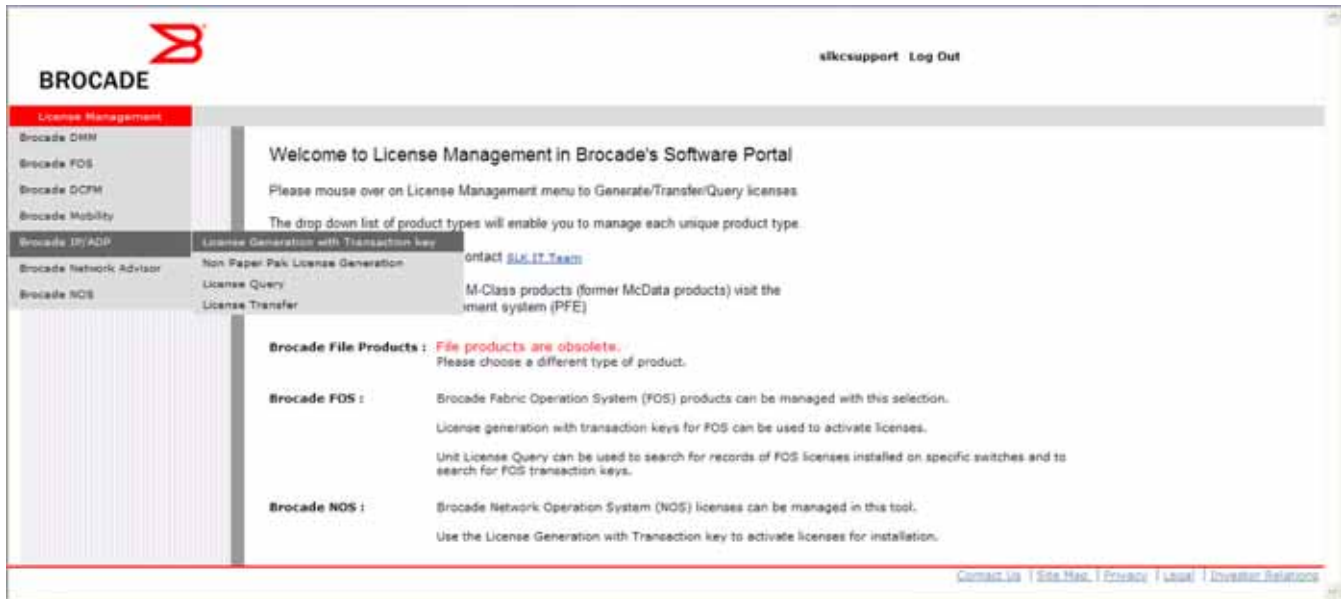 BROCADE
slkcsupport Log Out
License Management
Brocade DMM
Brocade FOS
Brocade DCFM
Brocade Mobility
Brocade IP/ADP
Brocade Network Advisor
Brocade NOS
License Generation with Transaction key
Non Paper Pak License Generation
License Query
License Transfer
Welcome to License Management in Brocade's Software Portal
Please mouse over on License Management menu to Generate/Transfer/Query licenses
The drop down list of product types will enable you to manage each unique product type
ontact SLK IT Team
M-Class products (former McData products) visit the
ement system (PFE)
Brocade File Products : File products are obsolete.
Please choose a different type of product.
Brocade FOS : Brocade Fabric Operation System (FOS) products can be managed with this selection.
License generation with transaction keys for FOS can be used to activate licenses.
Unit License Query can be used to search for records of FOS licenses installed on specific switches and to
search for FOS transaction keys.
Brocade NOS : Brocade Network Operation System (NOS) licenses can be managed in this tool.
Use the License Generation with Transaction key to activate licenses for installation.
Contact Us | Site Map | Privacy | Legal | Investor Relations